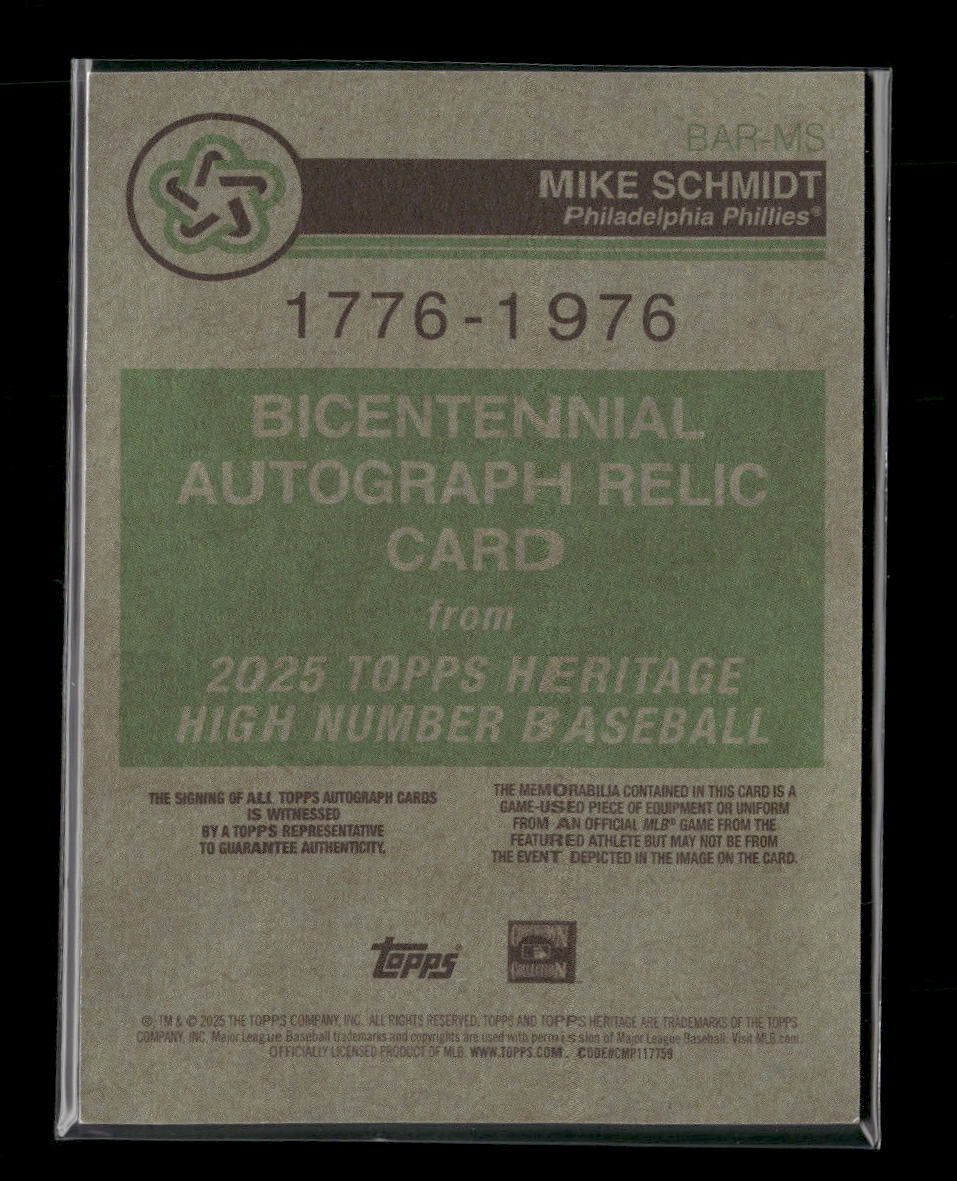 BAR-MS
MIKE SCHMIDT
Philadelphia Phillies®
1776-1976
BICENTENNIAL
AUTOGRAPH RELIC
CARD
from
2025 TOPPS HERITAGE
HIGH NUMBER BASEBALL
THE SIGNING OF ALL TOPPS AUTOGRAPH CARDS
IS WITNESSED
BY A TOPPS REPRESENTATIVE
TO GUARANTEE AUTHENTICITY.
THE MEMORABILIA CONTAINED IN THIS CARD IS A
GAME-USED PIECE OF EQUIPMENT OR UNIFORM
FROM AN OFFICIAL MLB® GAME FROM THE
FEATURED ATHLETE BUT MAY NOT BE FROM
THE EVENT DEPICTED IN THE IMAGE ON THE CARD.
topps®
COLLECTION
®, TM & © 2025 THE TOPPS COMPANY, INC. ALL RIGHTS RESERVED. TOPPS AND TOPPS HERITAGE ARE TRADEMARKS OF THE TOPPS
COMPANY, INC. Major League Baseball trademarks and copyrights are used with permission of Major League Baseball. Visit MLB.com.
OFFICIALLY LICENSED PRODUCT OF MLB. WWW.TOPPS.COM. CODE#CMP117759